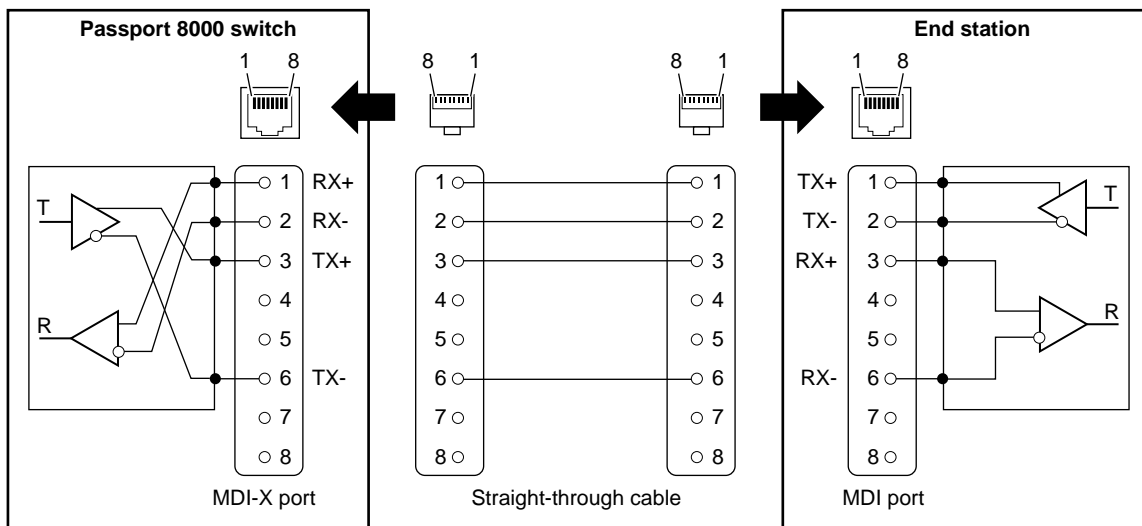 Passport 8000 switch
End station
1 8
8 1
8 1
1 8
T
R
1 RX+
2 RX-
3 TX+
4
5
6 TX-
7
8
MDI-X port
1 1
2 2
3 3
4 4
5 5
6 6
7 7
8 8
Straight-through cable
TX+ 1
TX- 2
RX+ 3
4
5
RX- 6
7
8
T
R
MDI port